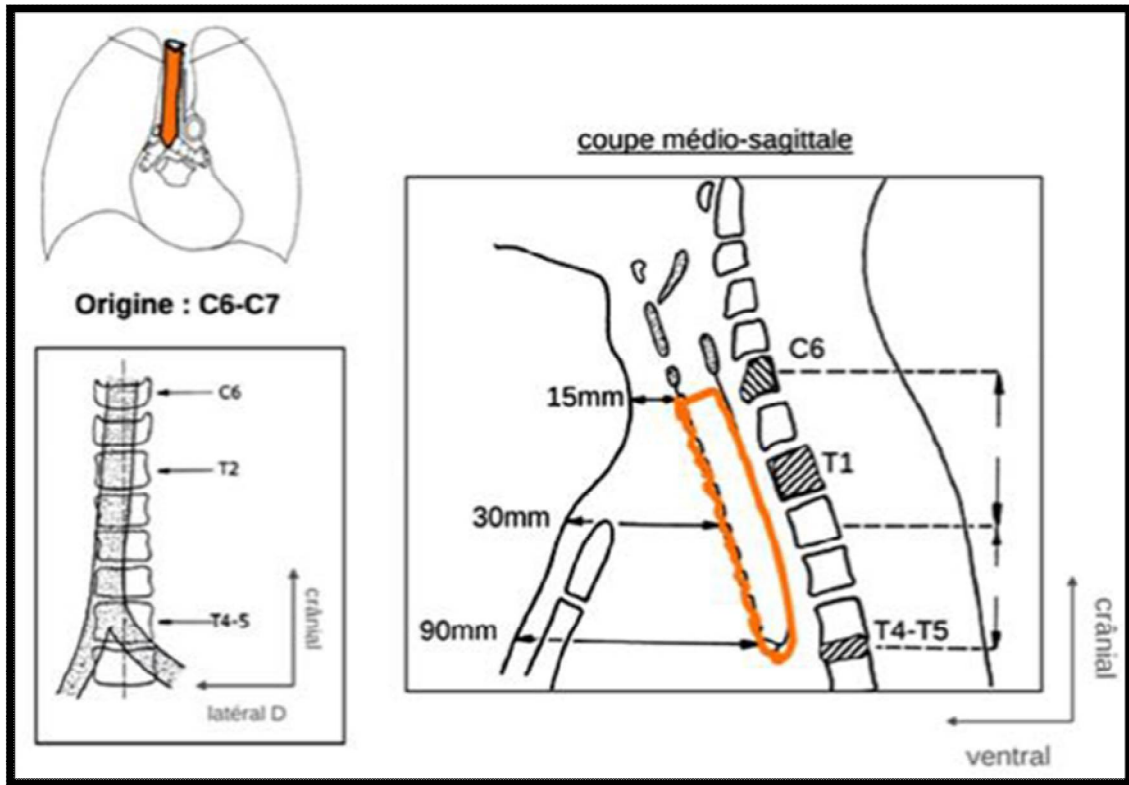 Origine : C6-C7
C6
T2
T4-5
crânial
latéral D
coupe médio-sagittale
C6
15mm
T1
30mm
90mm
T4-T5
crânial
ventral